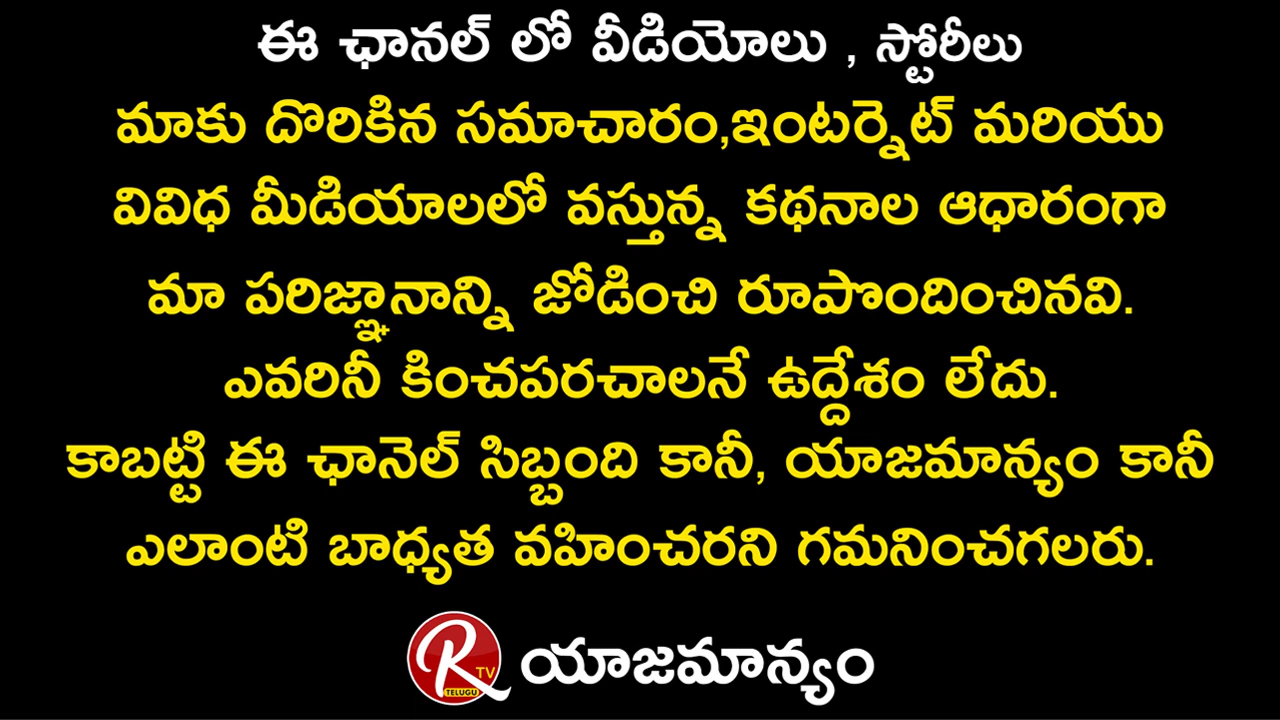 ఈ ఛానల్ లో వీడియోలు , స్టోరీలు
మాకు దొరికిన సమాచారం,ఇంటర్నెట్ మరియు
వివిధ మీడియాలలో వస్తున్న కథనాల ఆధారంగా
మా పరిజ్ఞానాన్ని జోడించి రూపొందించినవి.
ఎవరినీ కించపరచాలనే ఉద్దేశం లేదు.
కాబట్టి ఈ ఛానెల్ సిబ్బంది కానీ, యాజమాన్యం కానీ
ఎలాంటి బాధ్యత వహించరని గమనించగలరు.
R TV TELUGU యాజమాన్యం